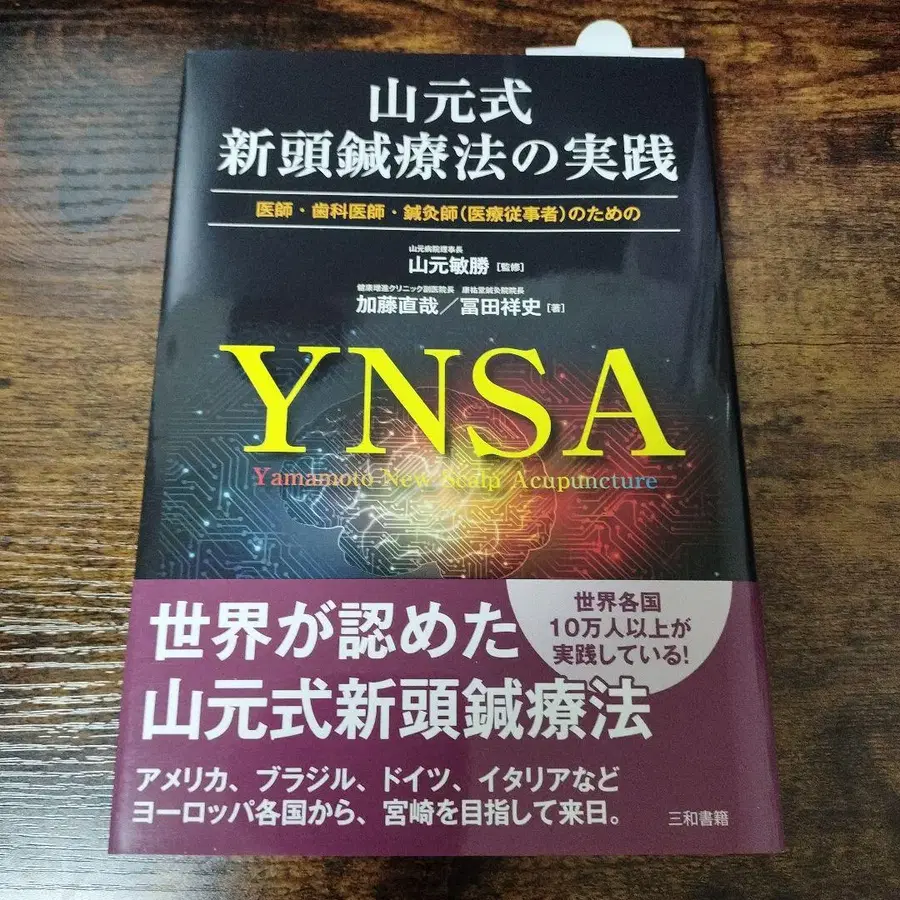 山元式
新頭鍼療法の実践
医師・歯科医師・鍼灸師(医療従事者)のための
山元病院理事長
山元敏勝[監修]
健康増進クリニック副医院長 康祐堂鍼灸院院長
加藤直哉／冨田祥史[著]
YNSA
Yamamoto New Scalp Acupuncture
世界が認めた
山元式新頭鍼療法
世界各国
10万人以上が
実践している!
アメリカ、ブラジル、ドイツ、イタリアなど
ヨーロッパ各国から、宮崎を目指して来日。
三和書籍